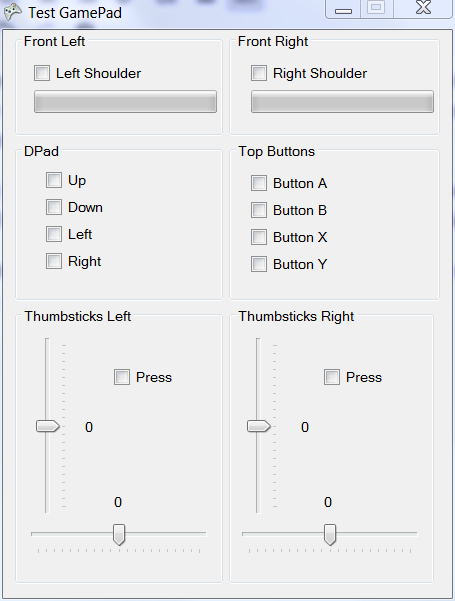 Test GamePad
Front Left
Left Shoulder
Front Right
Right Shoulder
DPad
Up
Down
Left
Right
Top Buttons
Button A
Button B
Button X
Button Y
Thumbsticks Left
Press
0
0
Thumbsticks Right
Press
0
0